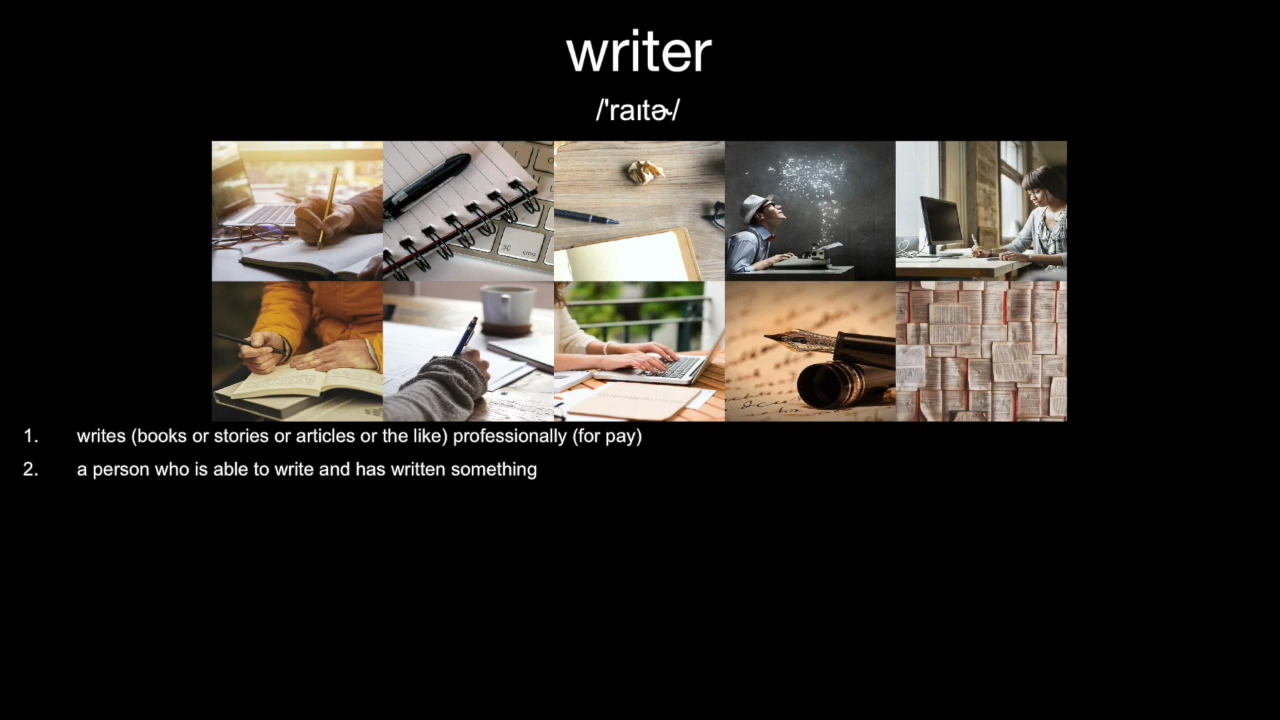 writer
/'raɪtɚ/
1. writes (books or stories or articles or the like) professionally (for pay)
2. a person who is able to write and has written something